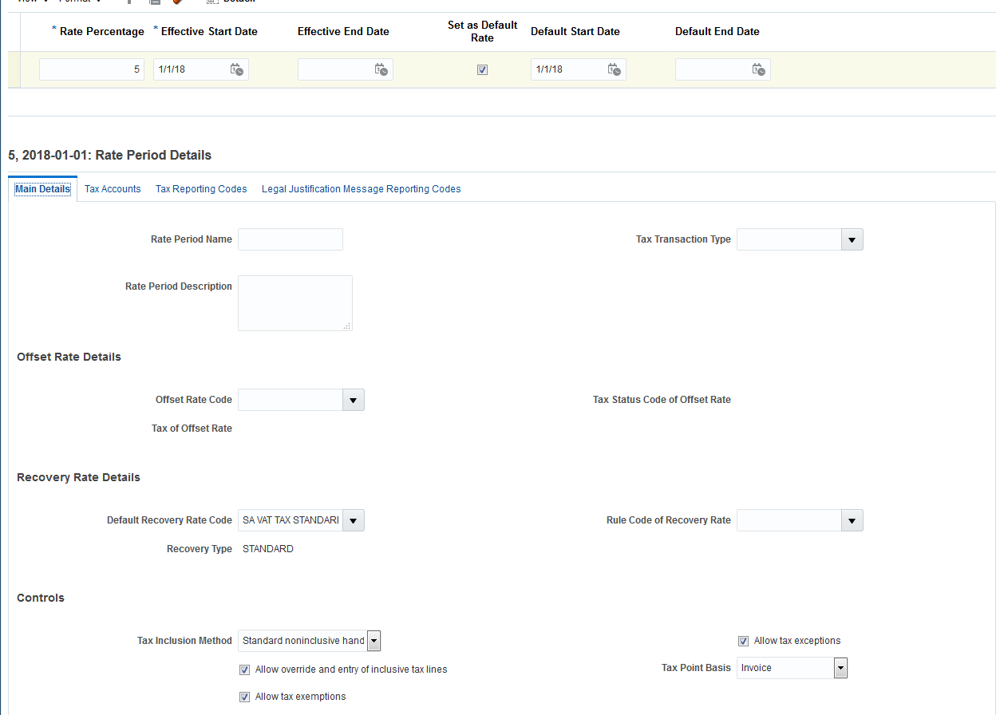 View Format Detach
* Rate Percentage * Effective Start Date Effective End Date Set as Default Rate Default Start Date Default End Date
5 1/1/18 1/1/18
5, 2018-01-01: Rate Period Details
Main Details Tax Accounts Tax Reporting Codes Legal Justification Message Reporting Codes
Rate Period Name Tax Transaction Type
Rate Period Description
Offset Rate Details
Offset Rate Code Tax Status Code of Offset Rate
Tax of Offset Rate
Recovery Rate Details
Default Recovery Rate Code SA VAT TAX STANDARI Rule Code of Recovery Rate
Recovery Type STANDARD
Controls
Tax Inclusion Method Standard noninclusive hand Allow tax exceptions
Allow override and entry of inclusive tax lines Tax Point Basis Invoice
Allow tax exemptions